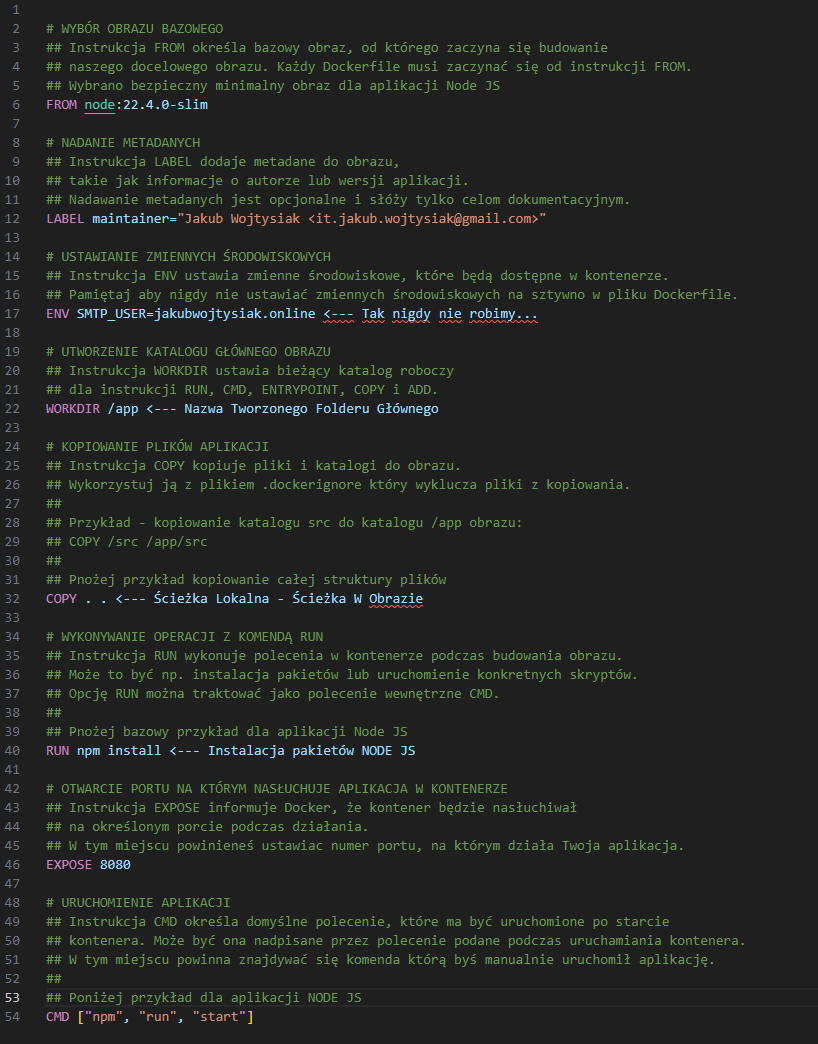 1
2 # WYBÓR OBRAZU BAZOWEGO
3 ## Instrukcja FROM określa bazowy obraz, od którego zaczyna się budowanie
4 ## naszego docelowego obrazu. Każdy Dockerfile musi zaczynać się od instrukcji FROM.
5 ## Wybrano bezpieczny minimalny obraz dla aplikacji Node JS
6 FROM node:22.4.0-slim
7
8 # NADANIE METADANYCH
9 ## Instrukcja LABEL dodaje metadane do obrazu,
10 ## takie jak informacje o autorze lub wersji aplikacji.
11 ## Nadawanie metadanych jest opcjonalne i słóży tylko celom dokumentacyjnym.
12 LABEL maintainer="Jakub Wojtysiak <it.jakub.wojtysiak@gmail.com>"
13
14 # USTAWIANIE ZMIENNYCH ŚRODOWISKOWYCH
15 ## Instrukcja ENV ustawia zmienne środowiskowe, które będą dostępne w kontenerze.
16 ## Pamiętaj aby nigdy nie ustawiać zmiennych środowiskowych na sztywno w pliku Dockerfile.
17 ENV SMTP_USER=jakubwojtysiak.online <--- Tak nigdy nie robimy...
18
19 # UTWORZENIE KATALOGU GŁÓWNEGO OBRAZU
20 ## Instrukcja WORKDIR ustawia bieżący katalog roboczy
21 ## dla instrukcji RUN, CMD, ENTRYPOINT, COPY i ADD.
22 WORKDIR /app <--- Nazwa Tworzonego Folderu Głównego
23
24 # KOPIOWANIE PLIKÓW APLIKACJI
25 ## Instrukcja COPY kopiuje pliki i katalogi do obrazu.
26 ## Wykorzystuj ją z plikiem .dockerignore który wyklucza pliki z kopiowania.
27 ##
28 ## Przykład - kopiowanie katalogu src do katalogu /app obrazu:
29 ## COPY /src /app/src
30 ##
31 ## Pnożej przykład kopiowanie całej struktury plików
32 COPY . . <--- Ścieżka Lokalna - Ścieżka W Obrazie
33
34 # WYKONYWANIE OPERACJI Z KOMENDĄ RUN
35 ## Instrukcja RUN wykonuje polecenia w kontenerze podczas budowania obrazu.
36 ## Może to być np. instalacja pakietów lub uruchomienie konkretnych skryptów.
37 ## Opcję RUN można traktować jako polecenie wewnętrzne CMD.
38 ##
39 ## Pnożej bazowy przykład dla aplikacji Node JS
40 RUN npm install <--- Instalacja pakietów NODE JS
41
42 # OTWARCIE PORTU NA KTÓRYM NASŁUCHUJE APLIKACJA W KONTENERZE
43 ## Instrukcja EXPOSE informuje Docker, że kontener będzie nasłuchiwał
44 ## na określonym porcie podczas działania.
45 ## W tym miejscu powinieneś ustawiac numer portu, na którym działa Twoja aplikacja.
46 EXPOSE 8080
47
48 # URUCHOMIENIE APLIKACJI
49 ## Instrukcja CMD określa domyślne polecenie, które ma być uruchomione po starcie
50 ## kontenera. Może być ona nadpisane przez polecenie podane podczas uruchamiania kontenera.
51 ## W tym miejscu powinna znajdywać się komenda którą byś manualnie uruchomił aplikację.
52 ##
53 ## Poniżej przykład dla aplikacji NODE JS
54 CMD ["npm", "run", "start"]